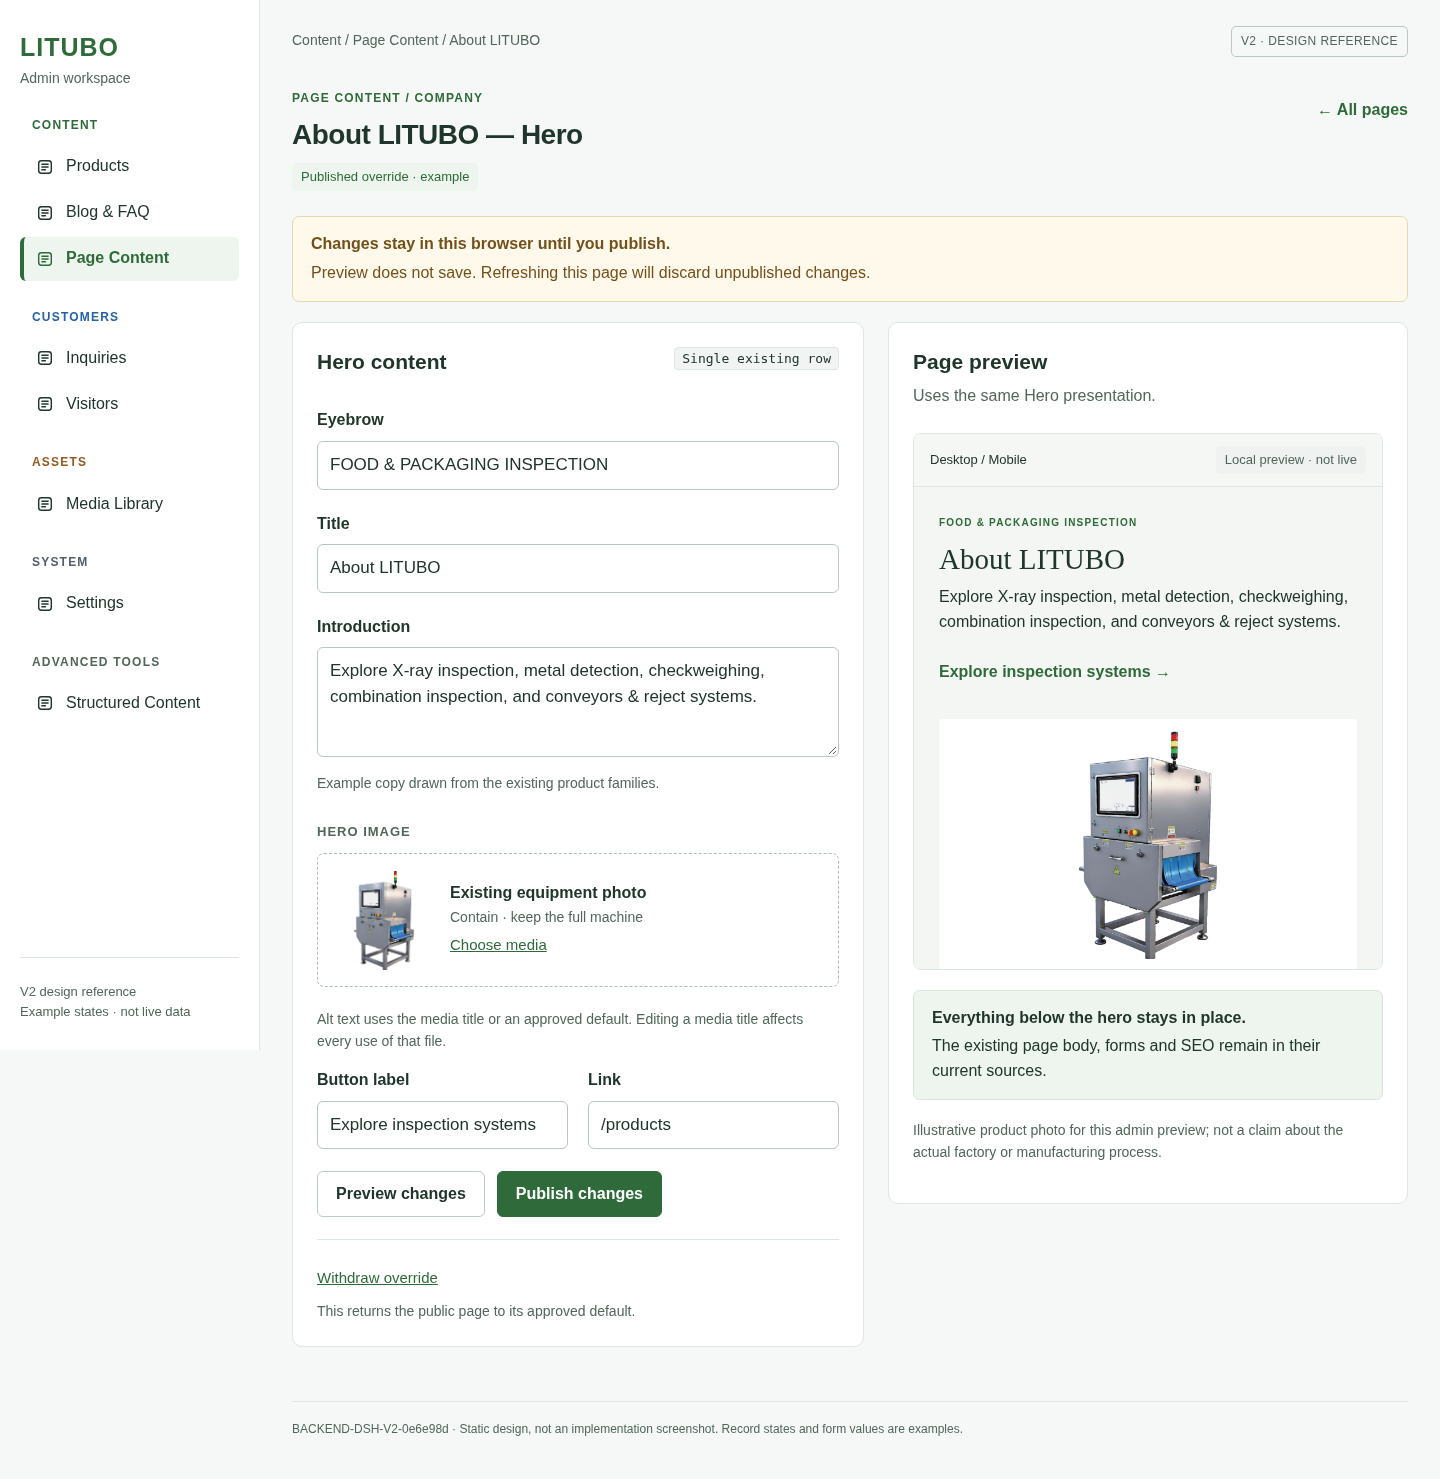 LITUBO
Admin workspace
CONTENT
Products
Blog & FAQ
Page Content
CUSTOMERS
Inquiries
Visitors
ASSETS
Media Library
SYSTEM
Settings
ADVANCED TOOLS
Structured Content
V2 design reference
Example states · not live data
Content / Page Content / About LITUBO
V2 · DESIGN REFERENCE
PAGE CONTENT / COMPANY
← All pages
About LITUBO — Hero
Published override · example
Changes stay in this browser until you publish.
Preview does not save. Refreshing this page will discard unpublished changes.
Hero content
Single existing row
Eyebrow
FOOD & PACKAGING INSPECTION
Title
About LITUBO
Introduction
Explore X-ray inspection, metal detection, checkweighing,
combination inspection, and conveyors & reject systems.
Example copy drawn from the existing product families.
HERO IMAGE
Existing equipment photo
Contain · keep the full machine
Choose media
Alt text uses the media title or an approved default. Editing a media title affects
every use of that file.
Button label
Link
Explore inspection systems
/products
Preview changes
Publish changes
Withdraw override
This returns the public page to its approved default.
Page preview
Uses the same Hero presentation.
Desktop / Mobile
Local preview · not live
FOOD & PACKAGING INSPECTION
About LITUBO
Explore X-ray inspection, metal detection, checkweighing,
combination inspection, and conveyors & reject systems.
Explore inspection systems →
Everything below the hero stays in place.
The existing page body, forms and SEO remain in their
current sources.
Illustrative product photo for this admin preview; not a claim about the
actual factory or manufacturing process.
BACKEND-DSH-V2-0e6e98d · Static design, not an implementation screenshot. Record states and form values are examples.